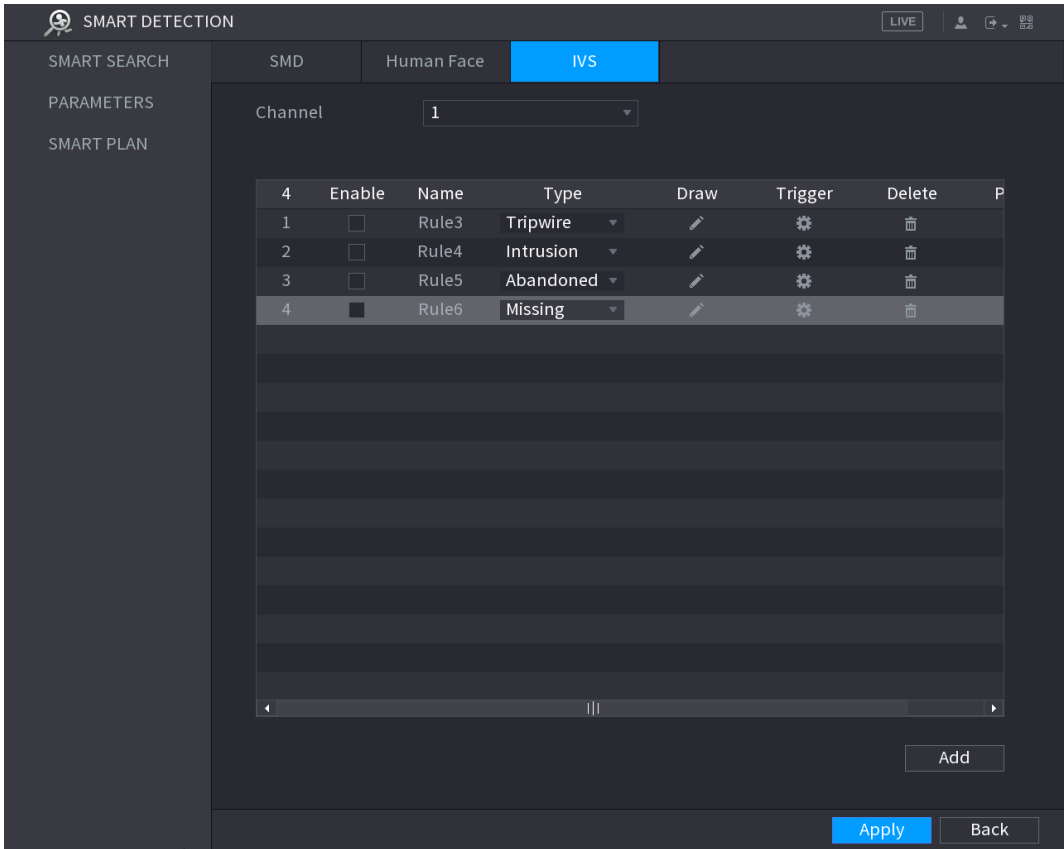 SMART DETECTION
LIVE
SMART SEARCH
PARAMETERS
SMART PLAN
SMD Human Face IVS
Channel 1
4 Enable Name Type Draw Trigger Delete P
1 Rule3 Tripwire
2 Rule4 Intrusion
3 Rule5 Abandoned
4 Rule6 Missing
Add
Apply Back